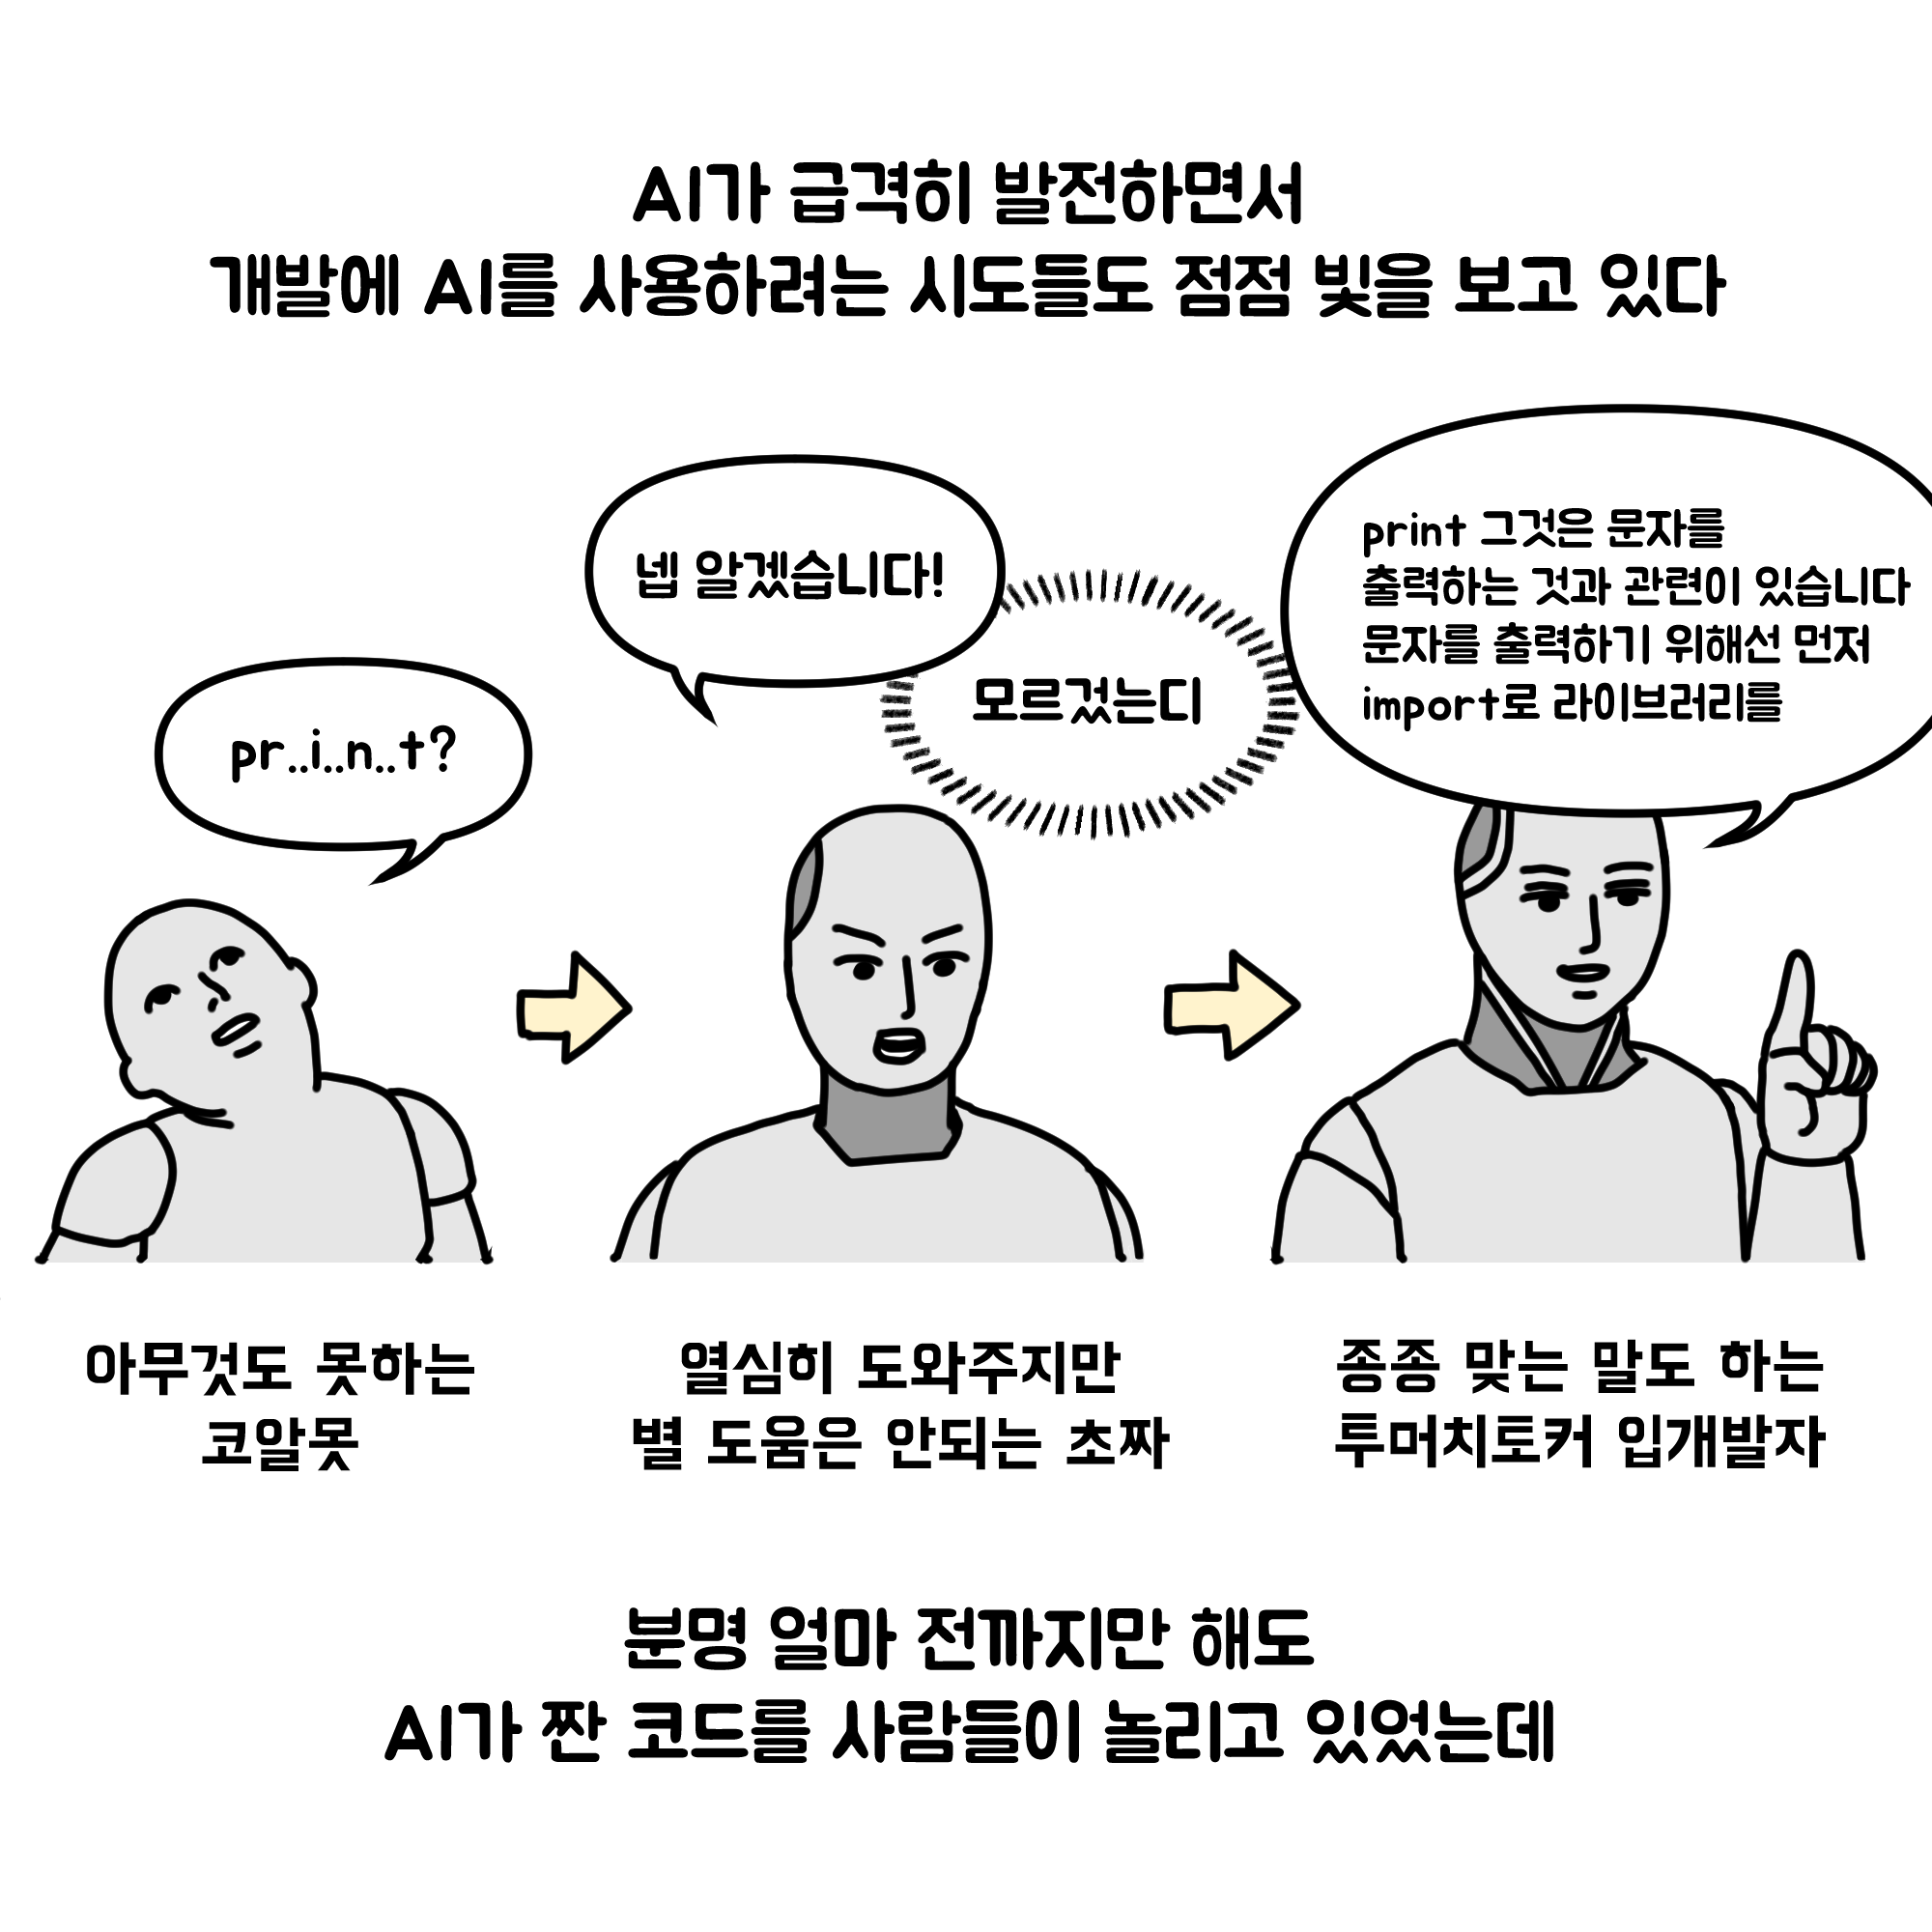 AI가 급격히 발전하면서
개발에 AI를 사용하려는 시도들도 점점 빛을 보고 있다
pr..i..n..t?
넵 알겠습니다!
모르겄는디
print 그것은 문자를
출력하는 것과 관련이 있습니다
문자를 출력하기 위해선 먼저
import로 라이브러리를
아무것도 못하는
코알못
열심히 도와주지만
별 도움은 안되는 초짜
종종 맞는 말도 하는
투머치토커 입개발자
분명 얼마 전까지만 해도
AI가 짠 코드를 사람들이 놀리고 있었는데